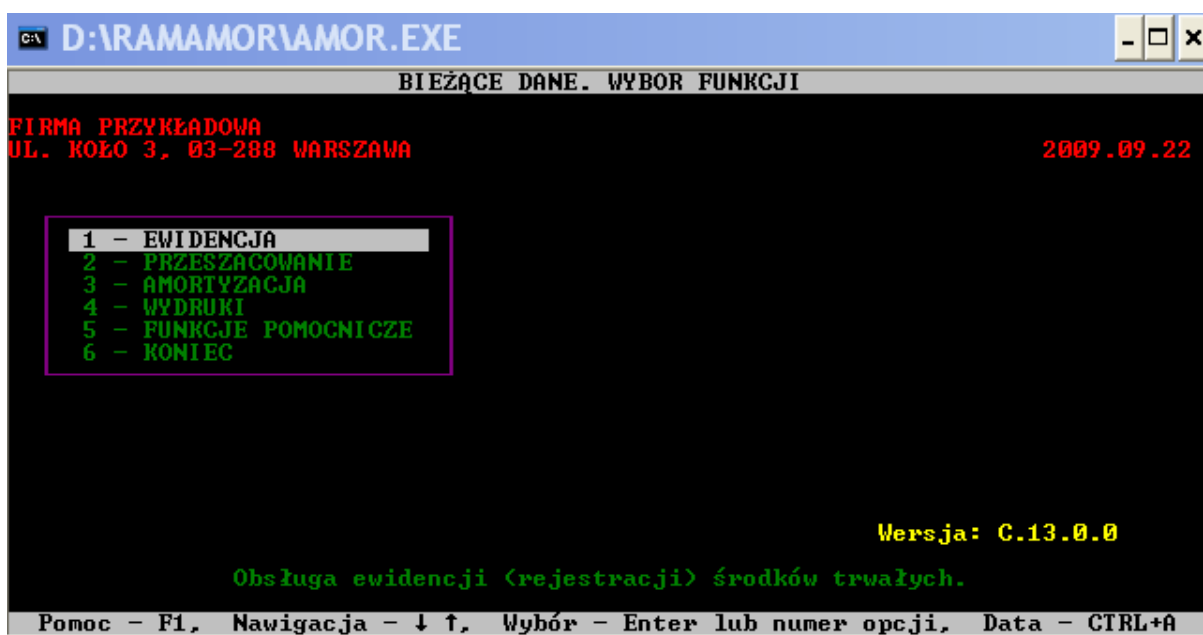 D:\RAMAMOR\AMOR.EXE
BIEŻĄCE DANE. WYBOR FUNKCJI
FIRMA PRZYKŁADOWA
UL. KOŁO 3, 03-288 WARSZAWA 2009.09.22
1 - EWIDENCJA
2 - PRZESZACOWANIE
3 - AMORTYZACJA
4 - WYDRUKI
5 - FUNKCJE POMOCNICZE
6 - KONIEC
Wersja: C.13.0.0
Obsługa ewidencji (rejestracji) środków trwałych.
Pomoc - F1, Nawigacja - ↓ ↑, Wybór - Enter lub numer opcji, Data - CTRL+A